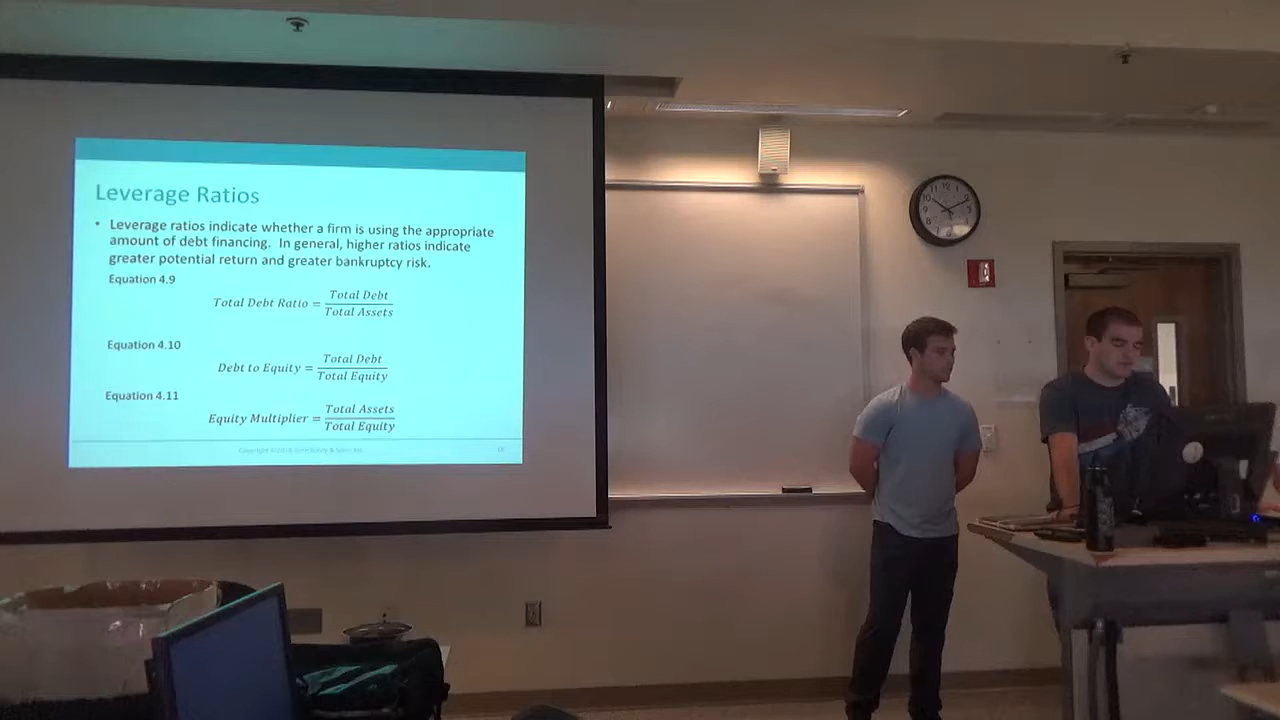 Leverage Ratios
• Leverage ratios indicate whether a firm is using the appropriate
amount of debt financing. In general, higher ratios indicate
greater potential return and greater bankruptcy risk.
Equation 4.9
Total Debt Ratio = Total Debt
Total Assets
Equation 4.10
Debt to Equity = Total Debt
Total Equity
Equation 4.11
Equity Multiplier = Total Assets
Total Equity